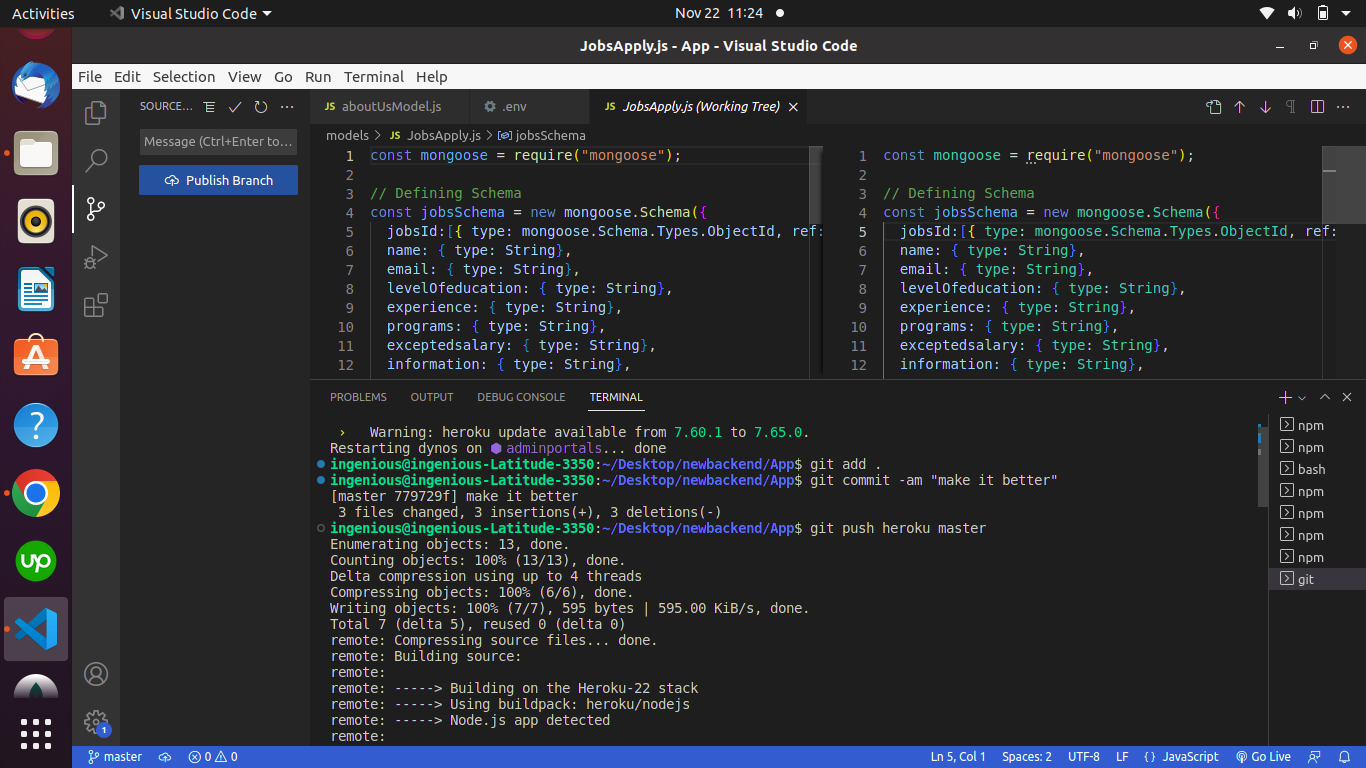 Activities
Visual Studio Code
Nov 22 11:24
JobsApply.js - App - Visual Studio Code
File Edit Selection View Go Run Terminal Help
SOURCE...
aboutUsModel.js
.env
JS JobsApply.js (Working Tree)
models > JS JobsApply.js > jobsSchema
Message (Ctrl+Enter to...
Publish Branch
1 const mongoose = require("mongoose");
2
3 // Defining Schema
4 const jobsSchema = new mongoose.Schema({
5 jobsId:[{ type: mongoose.Schema.Types.ObjectId, ref:
6 name: { type: String},
7 email: { type: String},
8 levelOfeducation: { type: String},
9 experience: { type: String},
10 programs: { type: String},
11 exceptedsalary: { type: String},
12 information: { type: String},
1 const mongoose = require("mongoose");
2
3 // Defining Schema
4 const jobsSchema = new mongoose.Schema({
5 jobsId:[{ type: mongoose.Schema.Types.ObjectId, ref:
6 name: { type: String},
7 email: { type: String},
8 levelOfeducation: { type: String},
9 experience: { type: String},
10 programs: { type: String},
11 exceptedsalary: { type: String},
12 information: { type: String},
PROBLEMS OUTPUT DEBUG CONSOLE TERMINAL
› Warning: heroku update available from 7.60.1 to 7.65.0.
Restarting dynos on ⬢ adminportals... done
ingenious@ingenious-Latitude-3350:~/Desktop/newbackend/App$ git add .
ingenious@ingenious-Latitude-3350:~/Desktop/newbackend/App$ git commit -am "make it better"
[master 779729f] make it better
3 files changed, 3 insertions(+), 3 deletions(-)
ingenious@ingenious-Latitude-3350:~/Desktop/newbackend/App$ git push heroku master
Enumerating objects: 13, done.
Counting objects: 100% (13/13), done.
Delta compression using up to 4 threads
Compressing objects: 100% (6/6), done.
Writing objects: 100% (7/7), 595 bytes | 595.00 KiB/s, done.
Total 7 (delta 5), reused 0 (delta 0)
remote: Compressing source files... done.
remote: Building source:
remote:
remote: -----> Building on the Heroku-22 stack
remote: -----> Using buildpack: heroku/nodejs
remote: -----> Node.js app detected
remote:
npm
npm
bash
npm
npm
npm
npm
git
up
1
master
0 0
Ln 5, Col 1 Spaces: 2 UTF-8 LF {} JavaScript Go Live